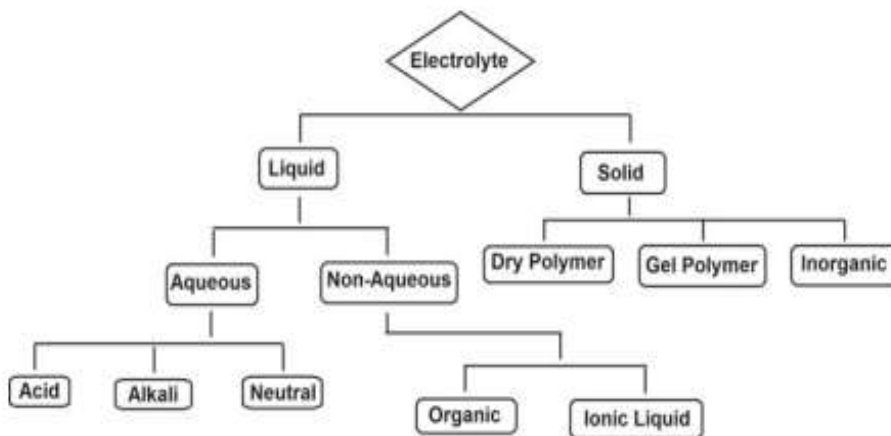 Electrolyte
Liquid
Solid
Aqueous
Non-Aqueous
Dry Polymer
Gel Polymer
Inorganic
Acid
Alkali
Neutral
Organic
Ionic Liquid